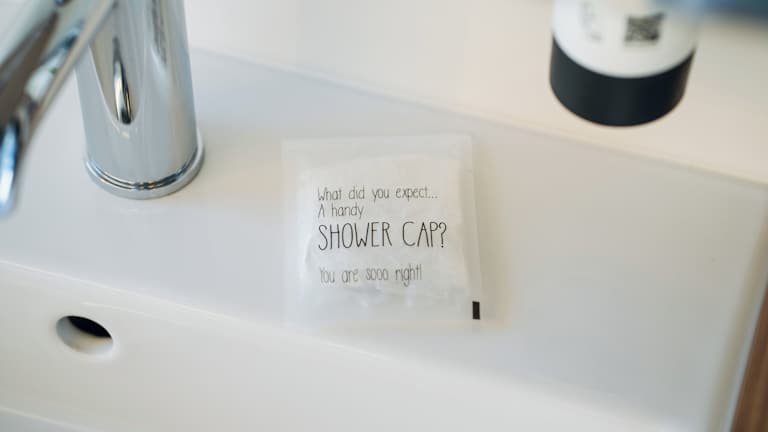 What did you expect...
A handy
SHOWER CAP?
You are sooo right!